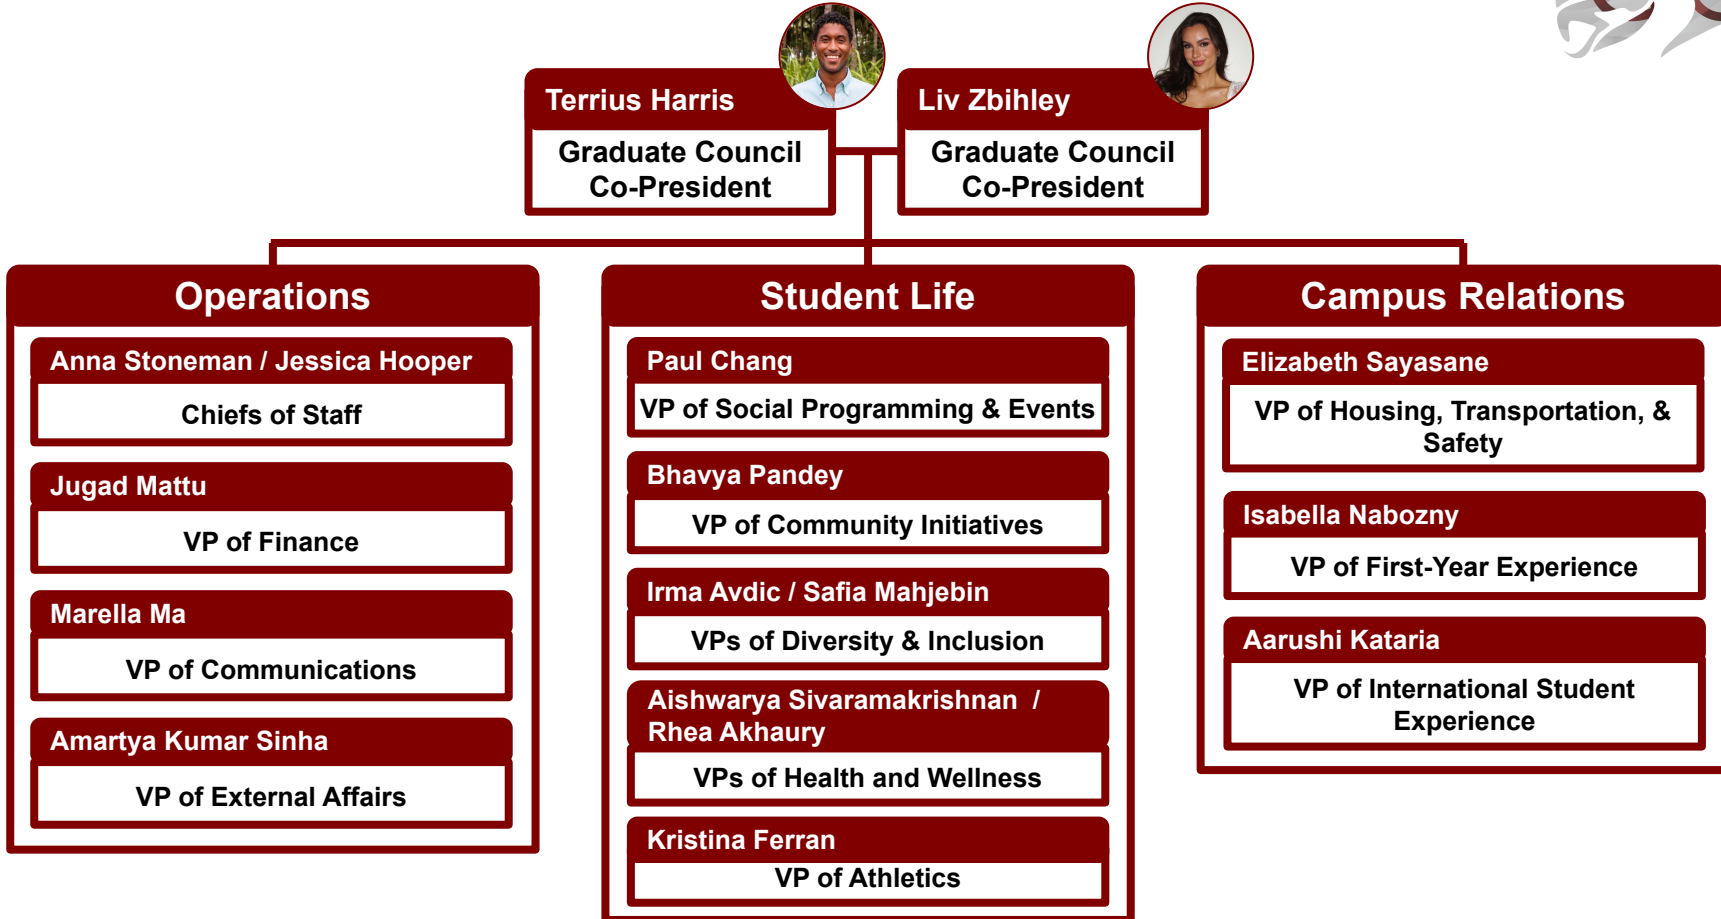 Terrius Harris
Graduate Council
Co-President
Liv Zbihley
Graduate Council
Co-President
Operations
Anna Stoneman / Jessica Hooper
Chiefs of Staff
Jugad Mattu
VP of Finance
Marella Ma
VP of Communications
Amartya Kumar Sinha
VP of External Affairs
Student Life
Paul Chang
VP of Social Programming & Events
Bhavya Pandey
VP of Community Initiatives
Irma Avdic / Safia Mahjebin
VPs of Diversity & Inclusion
Aishwarya Sivaramakrishnan /
Rhea Akhaury
VPs of Health and Wellness
Kristina Ferran
VP of Athletics
Campus Relations
Elizabeth Sayasane
VP of Housing, Transportation, &
Safety
Isabella Nabozny
VP of First-Year Experience
Aarushi Kataria
VP of International Student
Experience